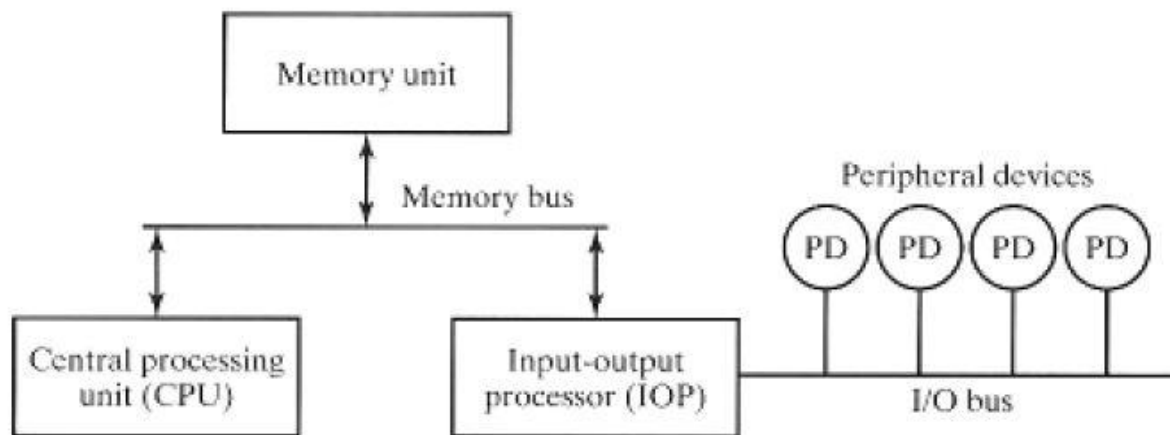 Memory unit
Memory bus
Peripheral devices
PD PD PD PD
Central processing
unit (CPU)
Input-output
processor (IOP)
I/O bus